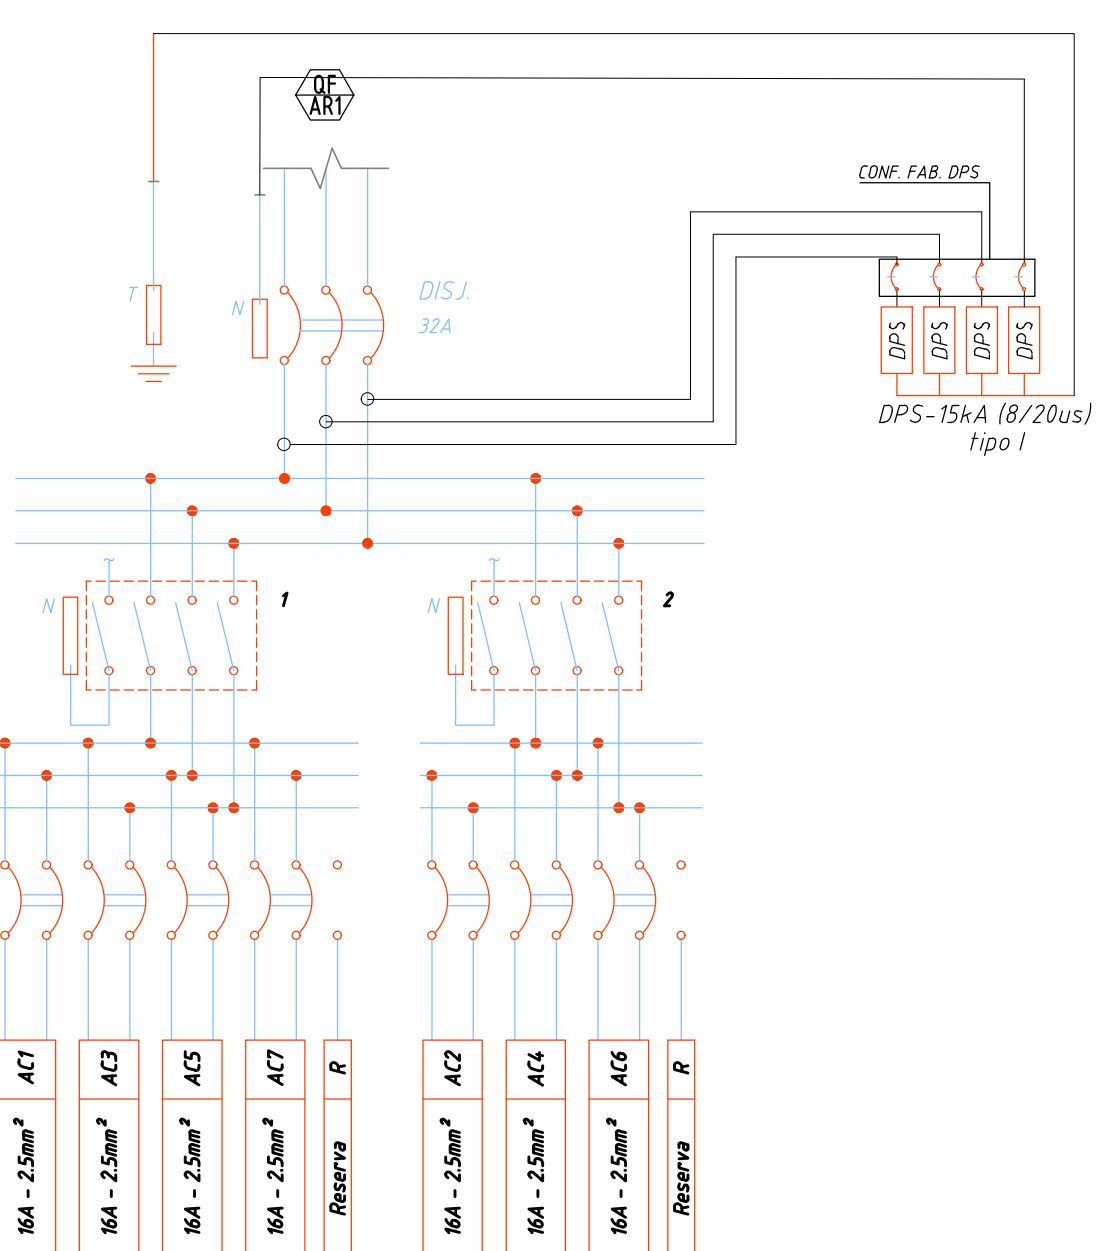 QF
AR1
CONF. FAB. DPS
T
N
DISJ.
32A
DPS
DPS
DPS
DPS
DPS-15kA (8/20us)
tipo I
~
~
N
1
N
2
AC1
AC3
AC5
AC7
R
AC2
AC4
AC6
R
16A - 2.5mm²
16A - 2.5mm²
16A - 2.5mm²
16A - 2.5mm²
Reserva
16A - 2.5mm²
16A - 2.5mm²
16A - 2.5mm²
Reserva